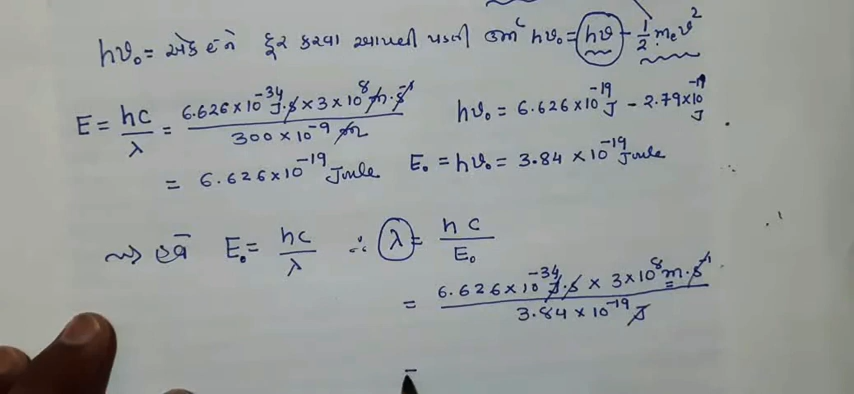 hν₀ = એક e⁻ ને દૂર કરવા આપવી પડતી ઊર્જા hν₀ = hν − 1/2 mₑv²
E = hc/λ = 6.626×10⁻³⁴ J.s × 3×10⁸ m.s⁻¹ / 300×10⁻⁹ m hν₀ = 6.626×10⁻¹⁹ J − 2.79×10⁻¹⁹ J
= 6.626×10⁻¹⁹ Joule E₀ = hν₀ = 3.84 × 10⁻¹⁹ Joule
⇝ હવે E₀ = hc/λ ∴ λ = hc/E₀
= 6.626×10⁻³⁴ J.s × 3×10⁸ m.s⁻¹ / 3.84×10⁻¹⁹ J
=